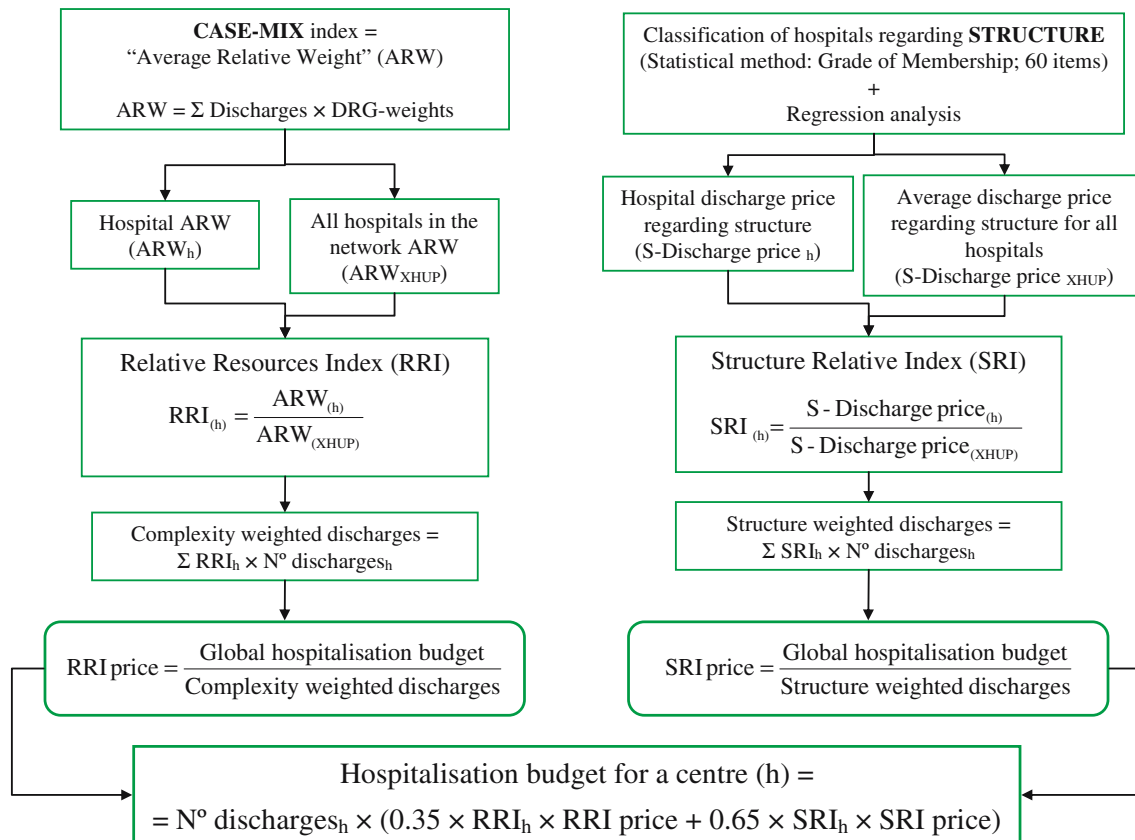 CASE-MIX index =
“Average Relative Weight” (ARW)
ARW = Σ Discharges × DRG-weights
Hospital ARW
(ARWh)
All hospitals in the
network ARW
(ARWXHUP)
Relative Resources Index (RRI)
RRI(h) = ARW(h) / ARW(XHUP)
Complexity weighted discharges =
Σ RRIh × Nº dischargesh
RRI price = Global hospitalisation budget / Complexity weighted discharges
Classification of hospitals regarding STRUCTURE
(Statistical method: Grade of Membership; 60 items)
+
Regression analysis
Hospital discharge price
regarding structure
(S-Discharge price h)
Average discharge price
regarding structure for all
hospitals
(S-Discharge price XHUP)
Structure Relative Index (SRI)
SRI (h)= S - Discharge price(h) / S - Discharge price(XHUP)
Structure weighted discharges =
Σ SRIh × Nº dischargesh
SRI price = Global hospitalisation budget / Structure weighted discharges
Hospitalisation budget for a centre (h) =
= Nº dischargesh × (0.35 × RRIh × RRI price + 0.65 × SRIh × SRI price)